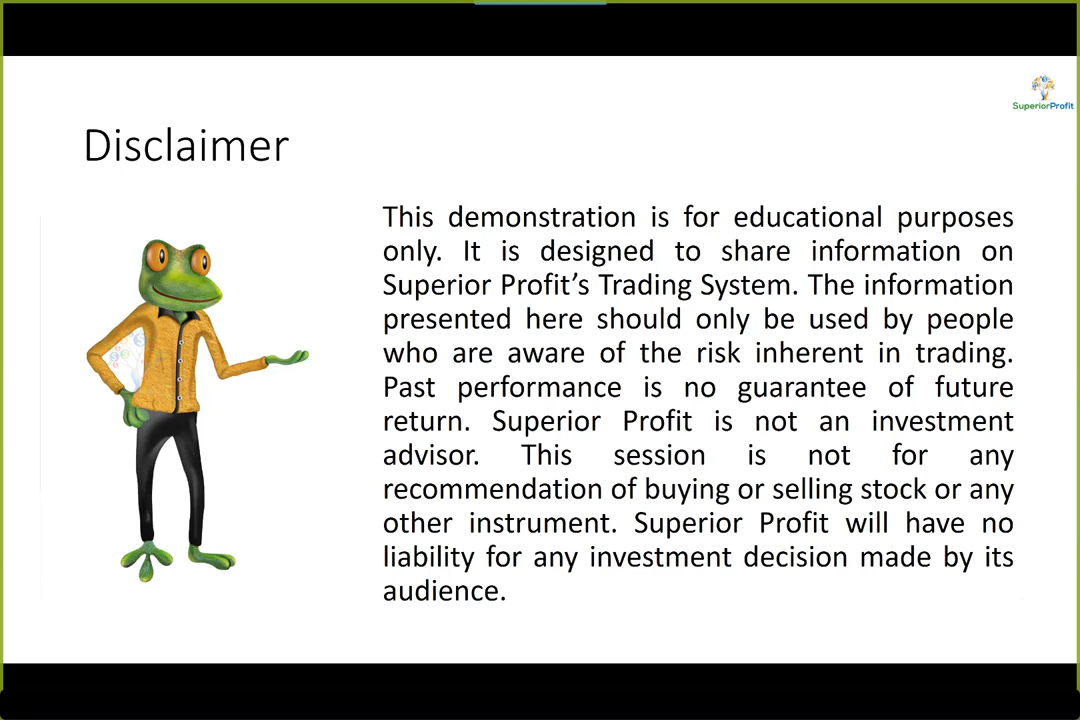 SuperiorProfit
Disclaimer
This demonstration is for educational purposes
only. It is designed to share information on
Superior Profit’s Trading System. The information
presented here should only be used by people
who are aware of the risk inherent in trading.
Past performance is no guarantee of future
return. Superior Profit is not an investment
advisor. This session is not for any
recommendation of buying or selling stock or any
other instrument. Superior Profit will have no
liability for any investment decision made by its
audience.